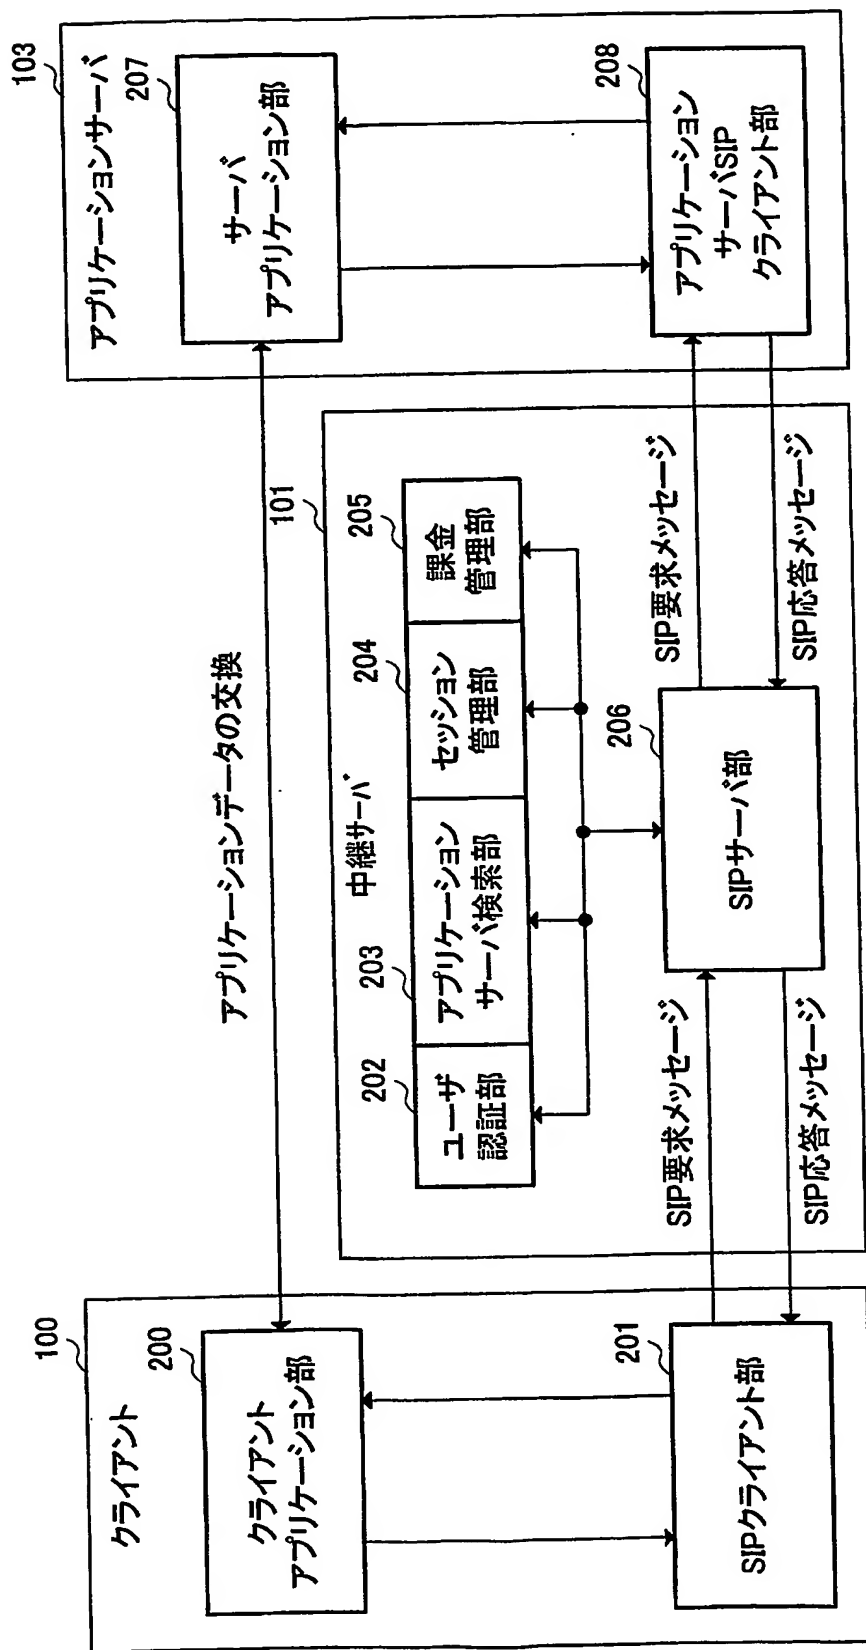 100
クライアント
200
クライアント
アプリケーション部
201
SIPクライアント部
アプリケーションデータの交換
101
中継サーバ
202
ユーザ
認証部
203
アプリケーション
サーバ検索部
204
セッション
管理部
205
課金
管理部
206
SIPサーバ部
SIP要求メッセージ
SIP応答メッセージ
SIP要求メッセージ
SIP応答メッセージ
103
アプリケーションサーバ
207
サーバ
アプリケーション部
208
アプリケーション
サーバSIP
クライアント部